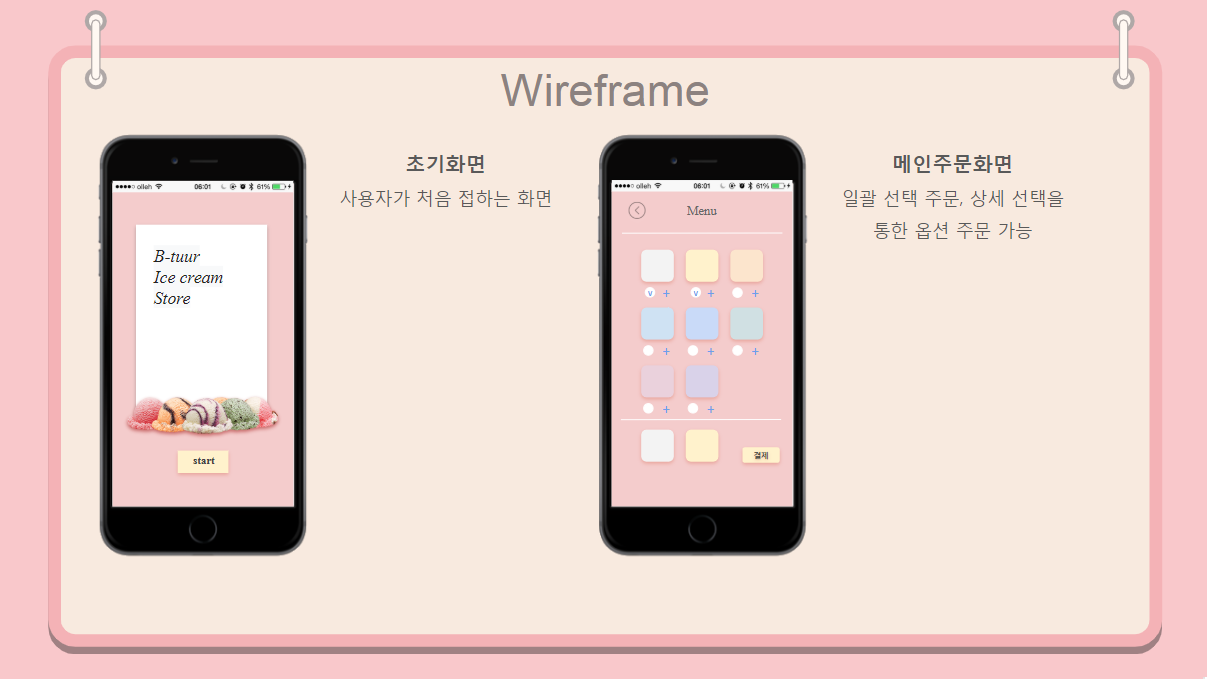 Wireframe
초기화면
사용자가 처음 접하는 화면
olleh 06:01 61%
B-tuur
Ice cream
Store
start
메인주문화면
일괄 선택 주문, 상세 선택을
통한 옵션 주문 가능
olleh 06:01 61%
Menu
v + v + +
+ + +
+ +
결제